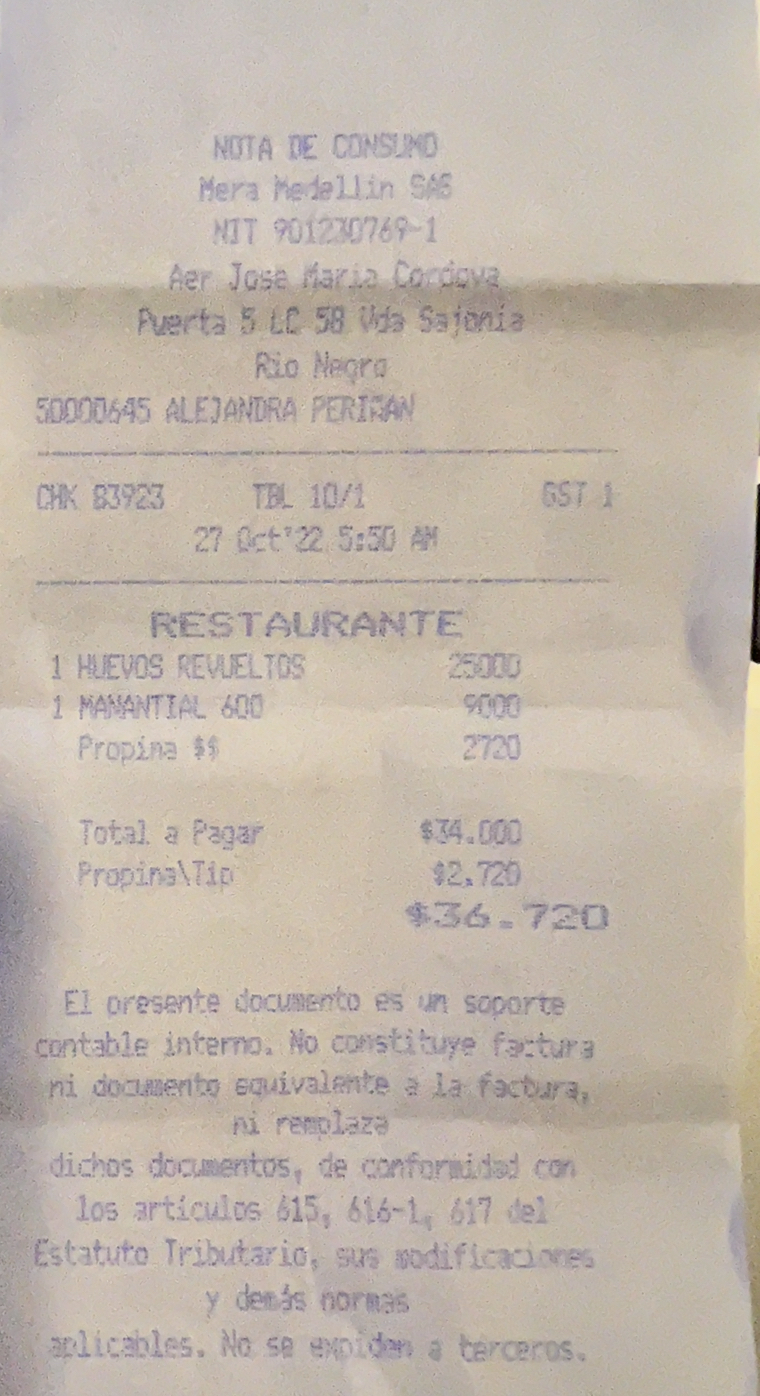 NOTA DE CONSUMO
Mera Medellin SAS
NIT 901230769-1
Aer Jose Maria Cordova
Puerta 5 LC 58 Vda Sajonia
Rio Negro
50000645 ALEJANDRA PERIÑAN
CHK 83923 TBL 10/1 GST 1
27 Oct'22 5:50 AM
RESTAURANTE
1 HUEVOS REVUELTOS 25000
1 MANANTIAL 600 9000
Propina $$ 2720
Total a Pagar $34.000
Propina\Tip $2.720
$36.720
El presente documento es un soporte
contable interno. No constituye factura
ni documento equivalente a la factura,
ni remplaza
dichos documentos, de conformidad con
los artículos 615, 616-1, 617 del
Estatuto Tributario, sus modificaciones
y demás normas
aplicables. No se expiden a terceros.